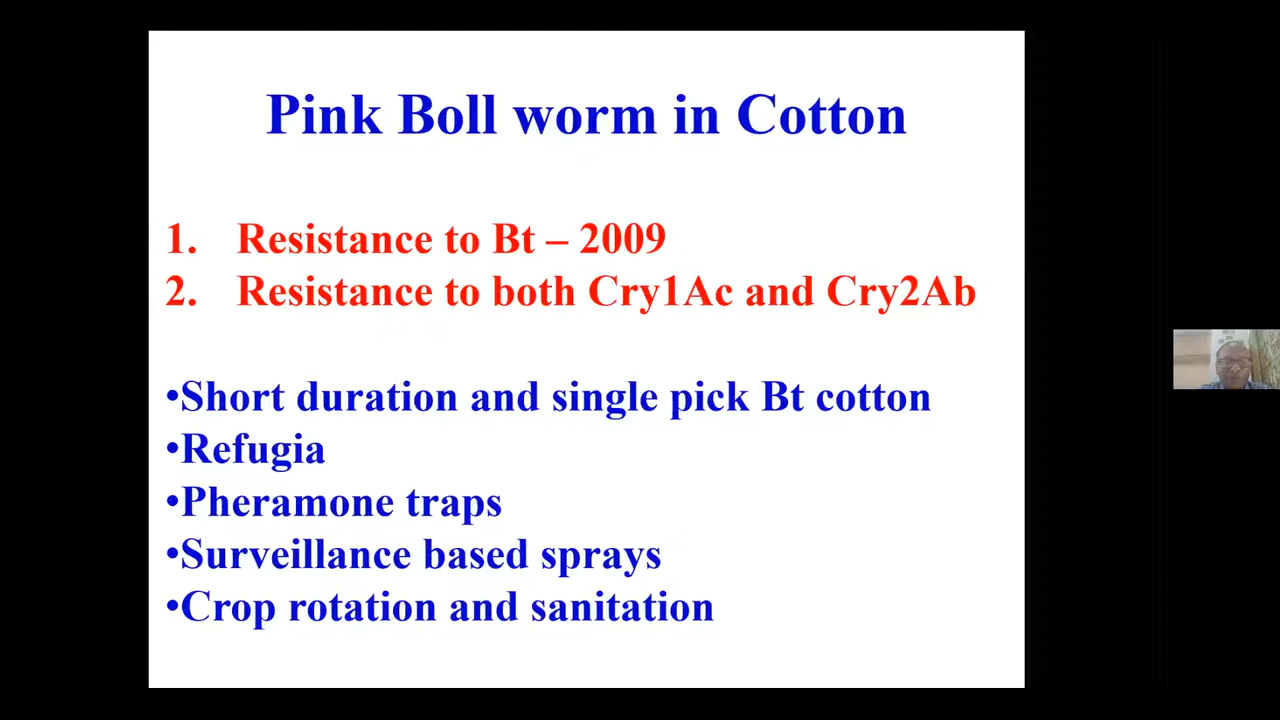 Pink Boll worm in Cotton
1. Resistance to Bt – 2009
2. Resistance to both Cry1Ac and Cry2Ab
•Short duration and single pick Bt cotton
•Refugia
•Pheramone traps
•Surveillance based sprays
•Crop rotation and sanitation